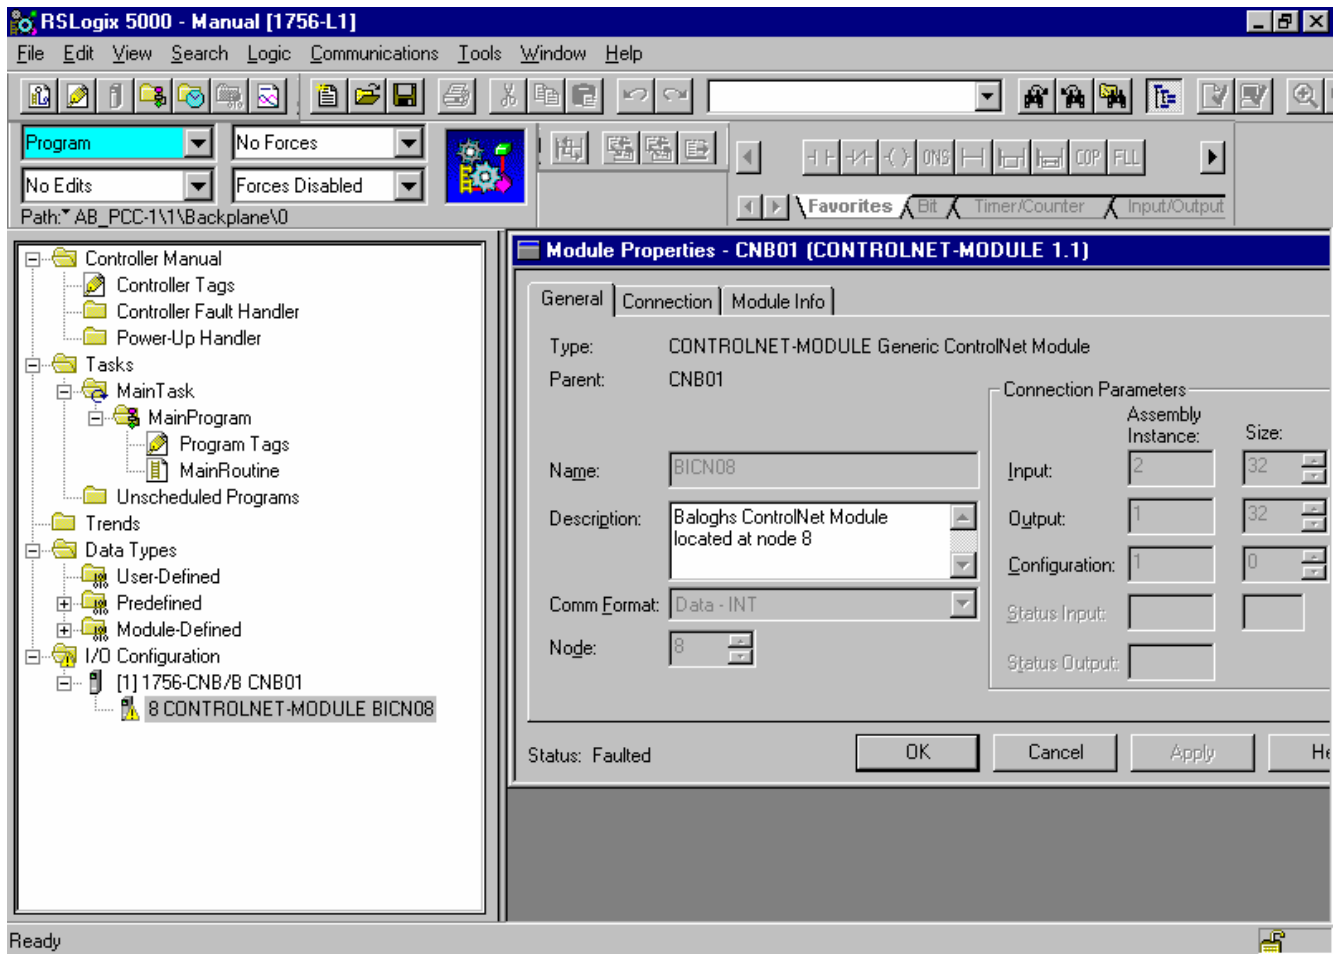 RSLogix 5000 - Manual [1756-L1]
File Edit View Search Logic Communications Tools Window Help
Program
No Forces
No Edits
Forces Disabled
Path:* AB_PCC-1\1\Backplane\0
ONS
COP
FLL
Favorites
Bit
Timer/Counter
Input/Output
Controller Manual
Controller Tags
Controller Fault Handler
Power-Up Handler
Tasks
MainTask
MainProgram
Program Tags
MainRoutine
Unscheduled Programs
Trends
Data Types
User-Defined
Predefined
Module-Defined
I/O Configuration
[1] 1756-CNB/B CNB01
8 CONTROLNET-MODULE BICN08
Module Properties - CNB01 (CONTROLNET-MODULE 1.1)
General Connection Module Info
Type: CONTROLNET-MODULE Generic ControlNet Module
Parent: CNB01
Name: BICN08
Description: Baloghs ControlNet Module
located at node 8
Comm Format: Data - INT
Node: 8
Connection Parameters
Assembly
Instance: Size:
Input: 2 32
Output: 1 32
Configuration: 1 0
Status Input:
Status Output:
Status: Faulted
OK Cancel Apply
Ready